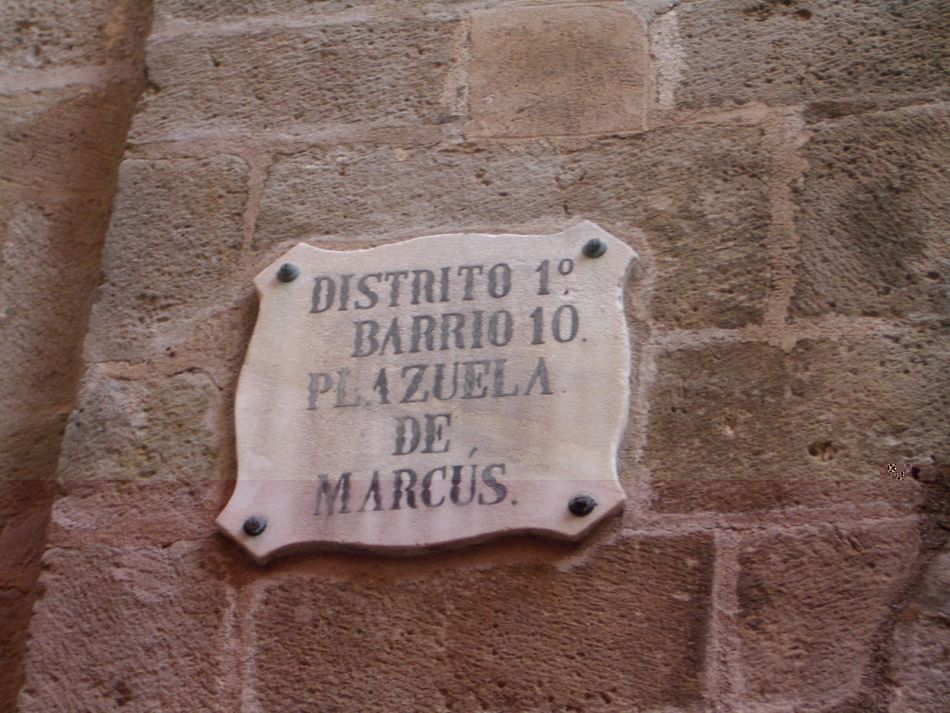 DISTRITO 1º.
BARRIO 10.
PLAZUELA
DE
MARCÚS.